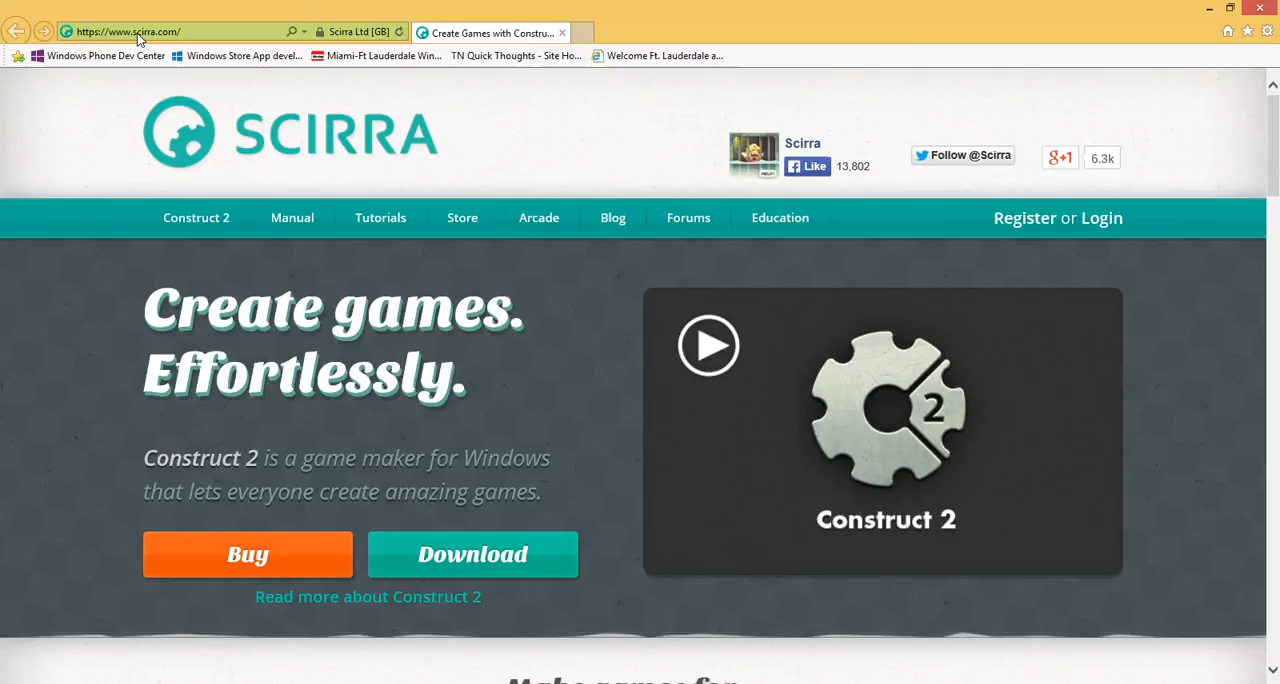 https://www.scirra.com/
Scirra Ltd [GB]
Create Games with Constru...
Windows Phone Dev Center
Windows Store App devel...
Miami-Ft Lauderdale Win...
TN Quick Thoughts - Site Ho...
Welcome Ft. Lauderdale a...
SCIRRA
Scirra
Like
13,802
Follow @Scirra
g+1
6.3k
HELP!
Construct 2
Manual
Tutorials
Store
Arcade
Blog
Forums
Education
Register or Login
Create games.
Effortlessly.
Construct 2 is a game maker for Windows
that lets everyone create amazing games.
Buy
Download
Read more about Construct 2
2
Construct 2
Make games for